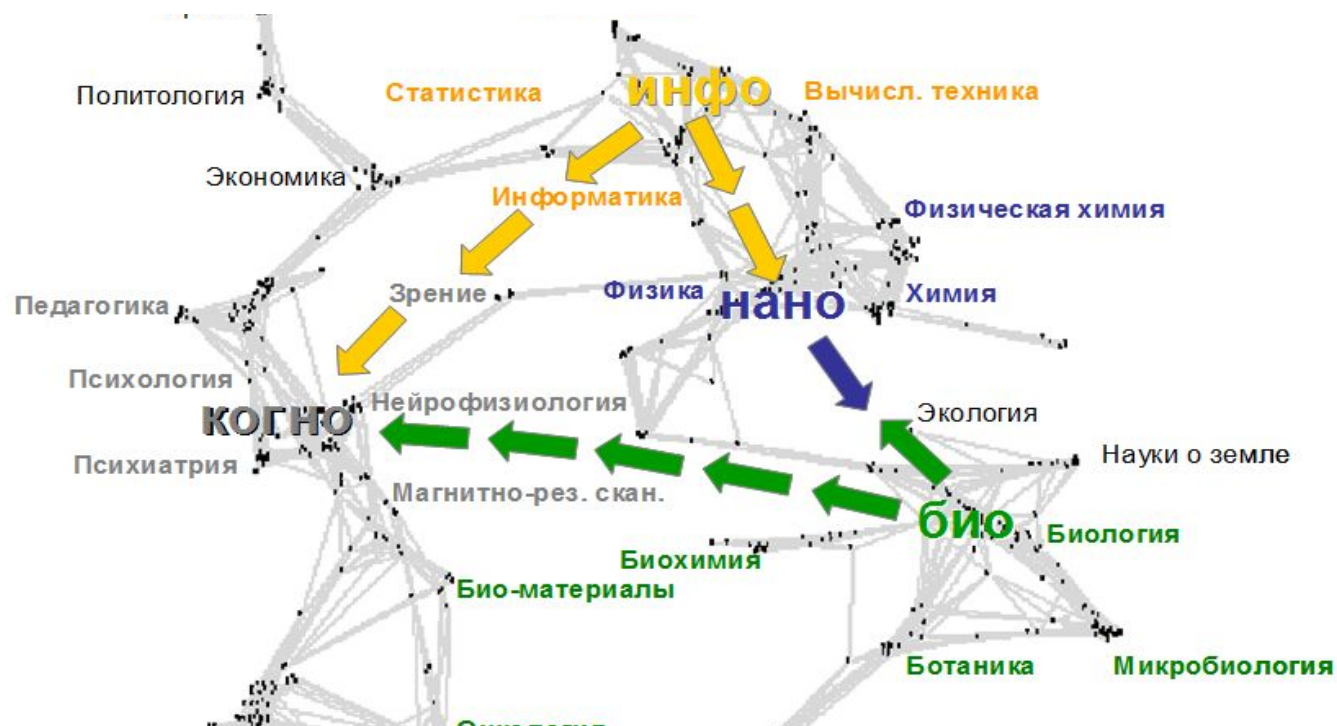 Политология
Статистика
инфо
Вычисл. техника
Экономика
Информатика
Физическая химия
Педагогика
Зрение
Физика
нано
Химия
Психология
когно
Нейрофизиология
Экология
Психиатрия
Магнитно-рез. скан.
Науки о земле
био
Биология
Биохимия
Био-материалы
Ботаника
Микробиология